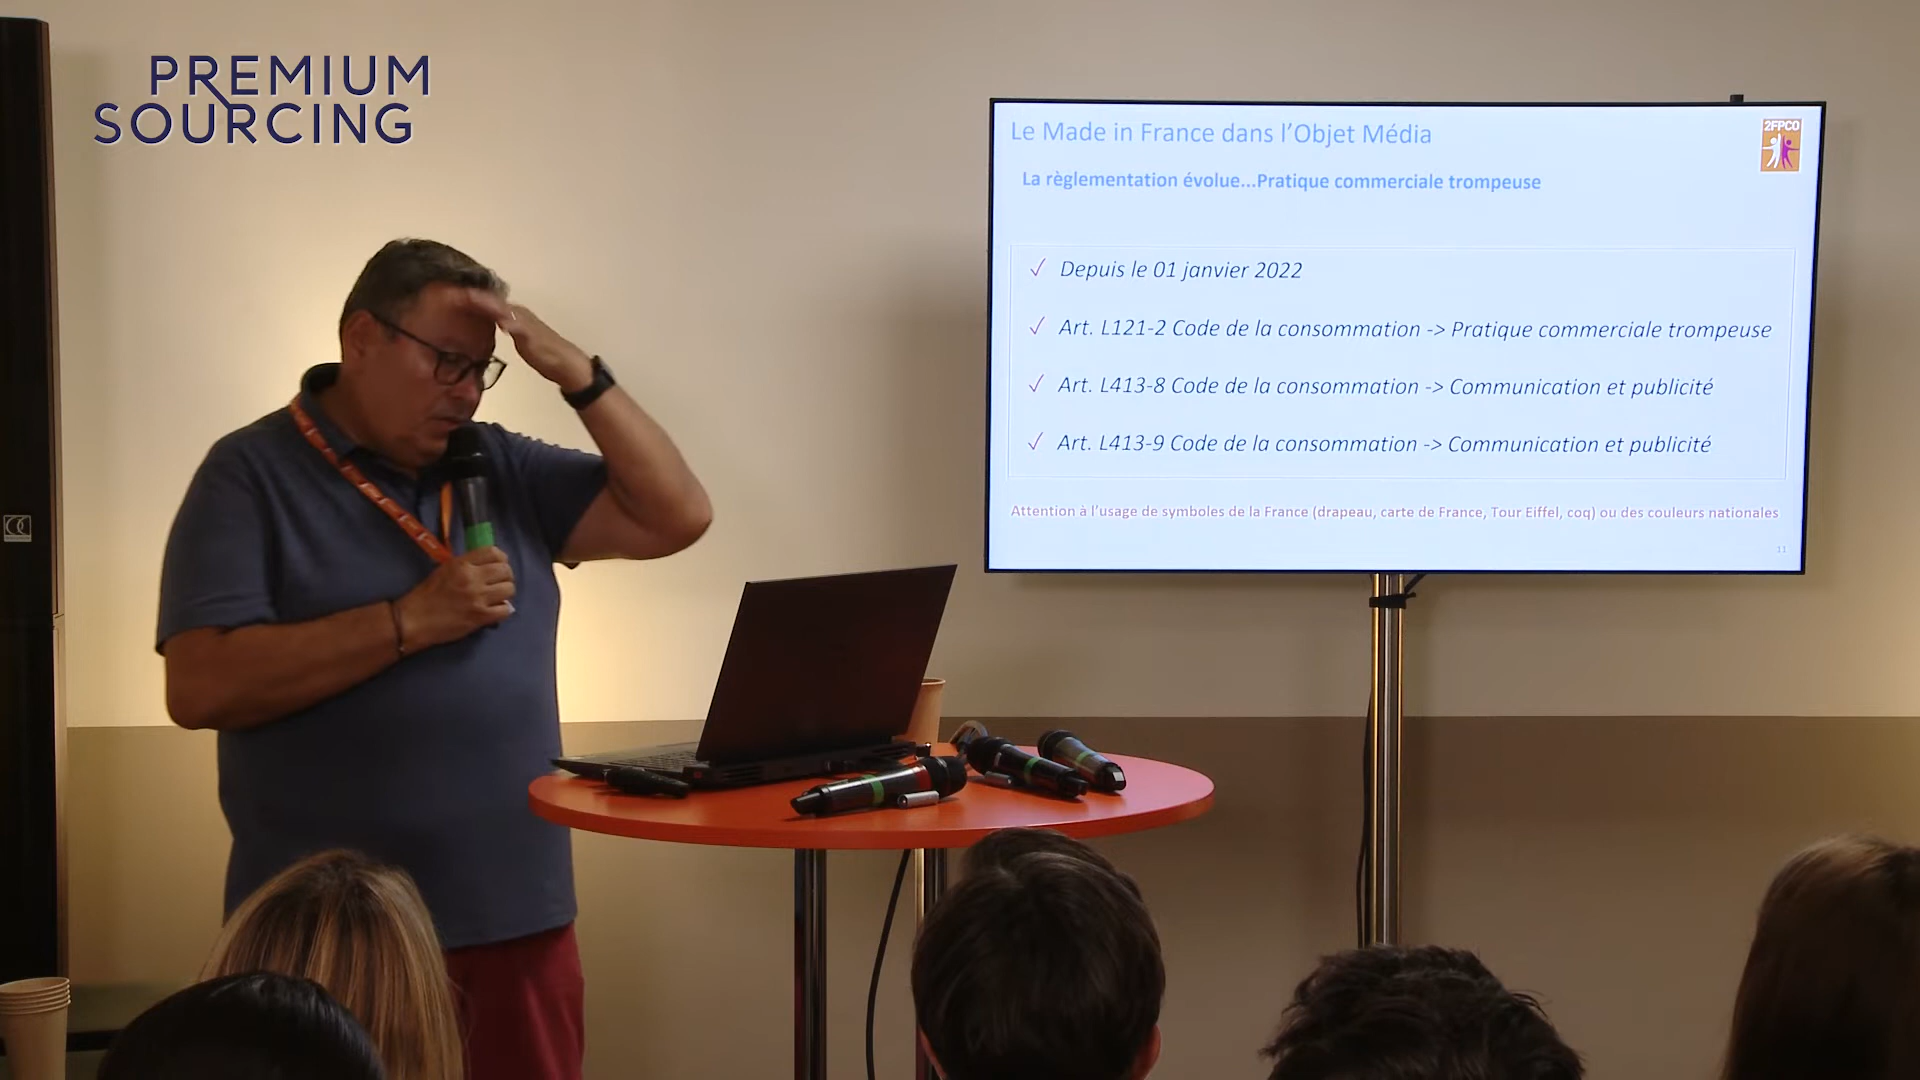 PREMIUM
SOURCING
Le Made in France dans l'Objet Média
2FPCO
La règlementation évolue...Pratique commerciale trompeuse
✓ Depuis le 01 janvier 2022
✓ Art. L121-2 Code de la consommation -> Pratique commerciale trompeuse
✓ Art. L413-8 Code de la consommation -> Communication et publicité
✓ Art. L413-9 Code de la consommation -> Communication et publicité
Attention à l'usage de symboles de la France (drapeau, carte de France, Tour Eiffel, coq) ou des couleurs nationales
11